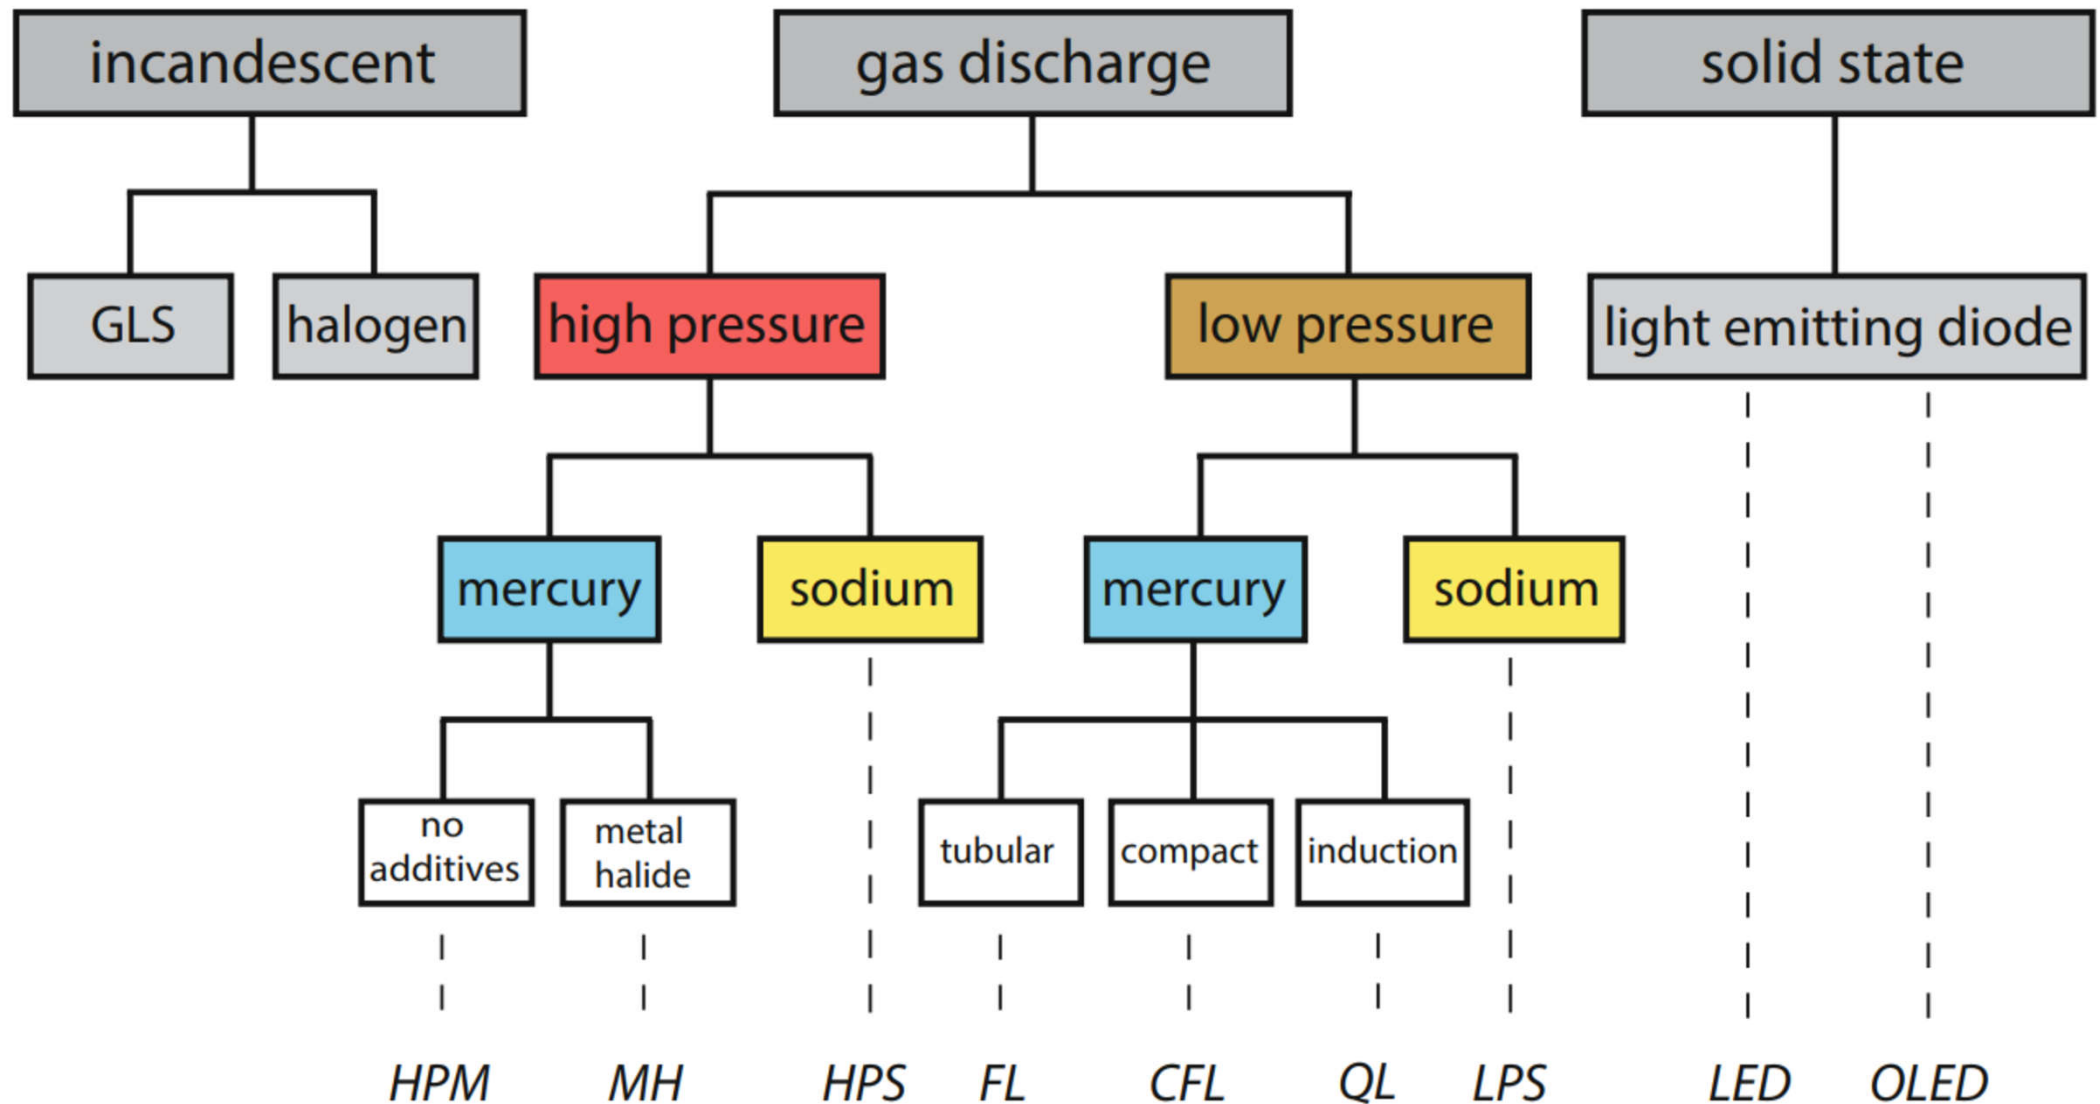 incandescent
gas discharge
solid state
GLS
halogen
high pressure
low pressure
light emitting diode
mercury
sodium
mercury
sodium
no
additives
metal
halide
tubular
compact
induction
HPM
MH
HPS
FL
CFL
QL
LPS
LED
OLED